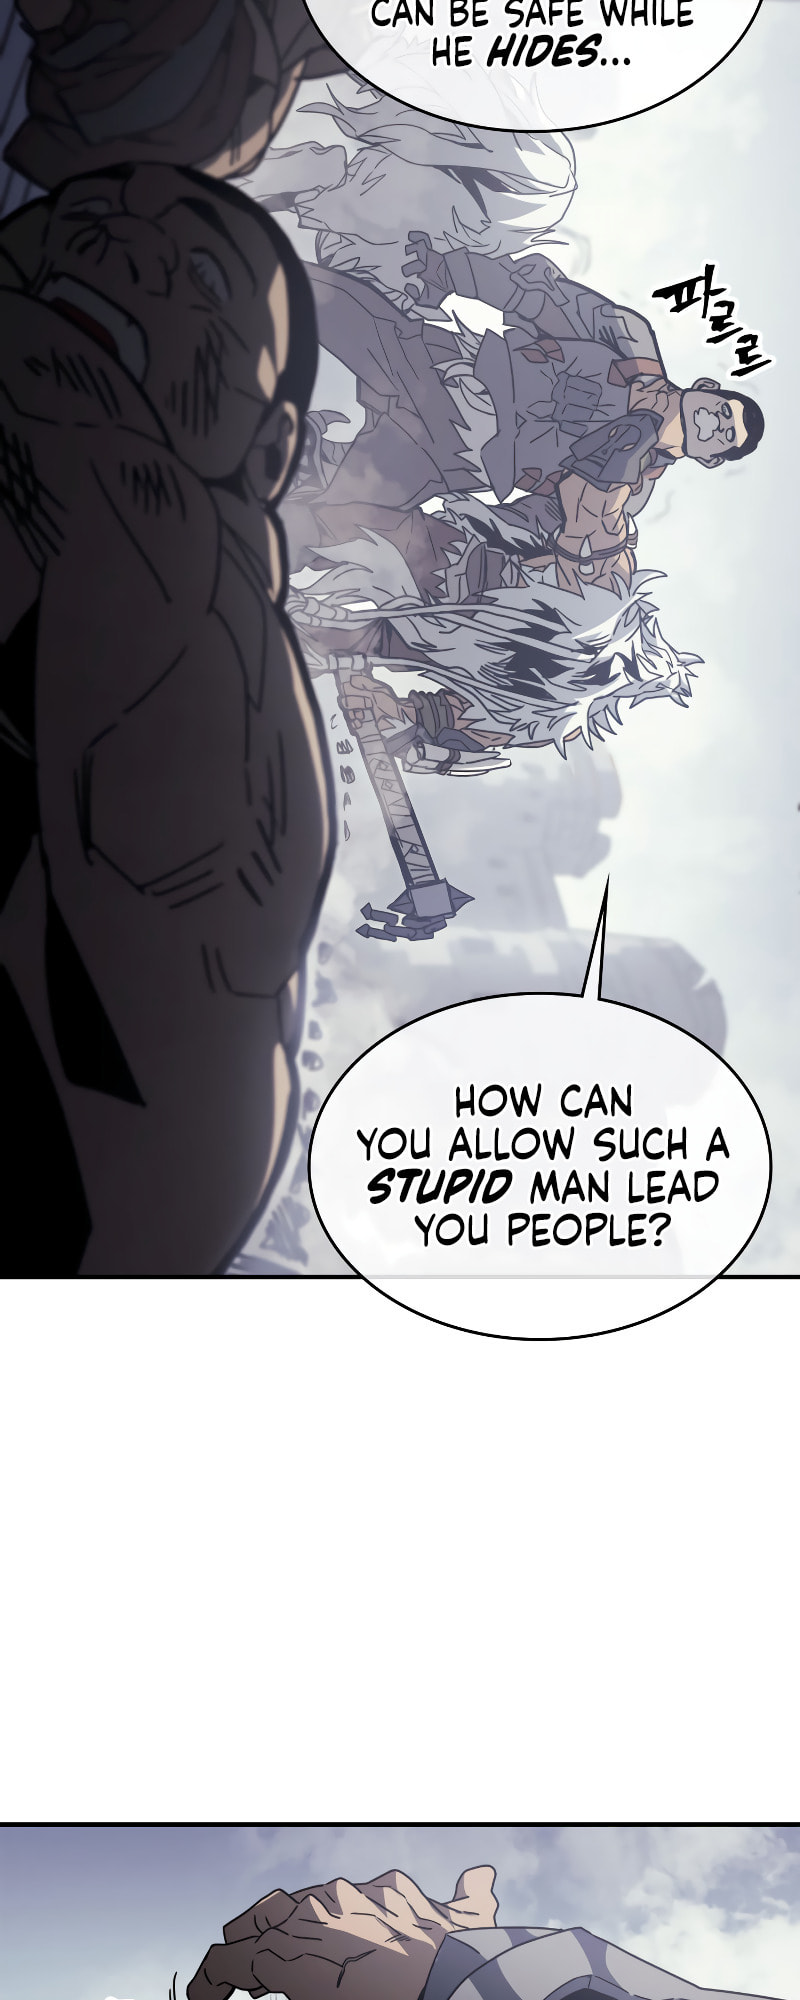 CAN BE SAFE WHILE
HE HIDES...
파르르
HOW CAN
YOU ALLOW SUCH A
STUPID MAN LEAD
YOU PEOPLE?